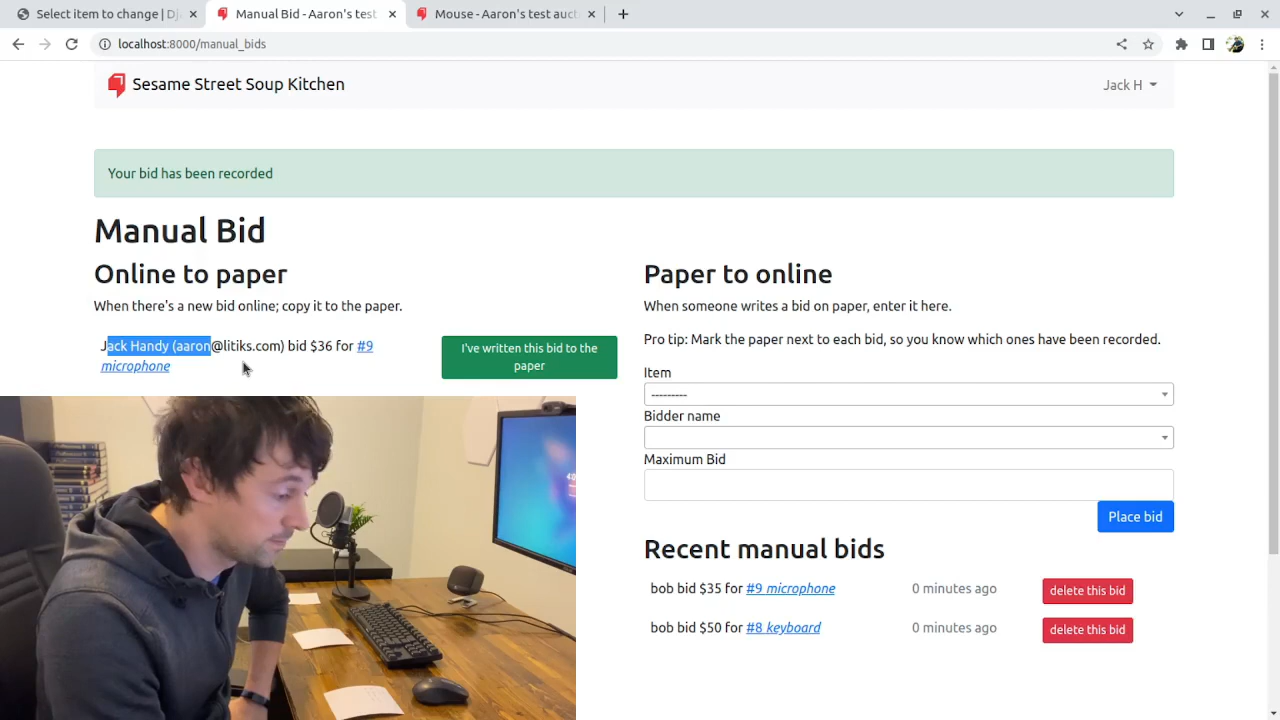 Select item to change | Dj
Manual Bid - Aaron's test
Mouse - Aaron's test auct
localhost:8000/manual_bids
Sesame Street Soup Kitchen
Jack H
Your bid has been recorded
Manual Bid
Online to paper
When there's a new bid online; copy it to the paper.
Jack Handy (aaron@litiks.com) bid $36 for #9
microphone
I've written this bid to the
paper
Paper to online
When someone writes a bid on paper, enter it here.
Pro tip: Mark the paper next to each bid, so you know which ones have been recorded.
Item
---------
Bidder name
Maximum Bid
Place bid
Recent manual bids
bob bid $35 for #9 microphone 0 minutes ago delete this bid
bob bid $50 for #8 keyboard 0 minutes ago delete this bid